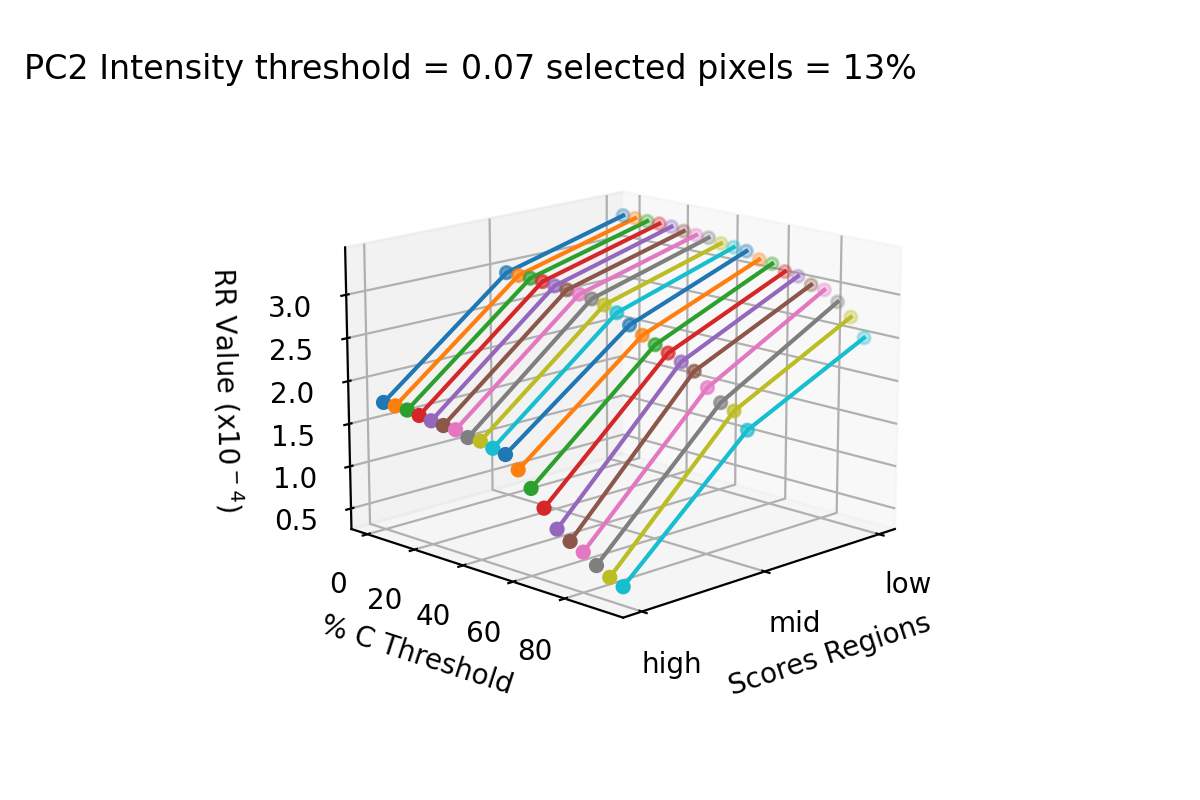 PC2 Intensity threshold = 0.07 selected pixels = 13%
RR Value (x10⁻⁴)
3.0
2.5
2.0
1.5
1.0
0.5
0
20
40
60
80
% C Threshold
high
mid
low
Scores Regions